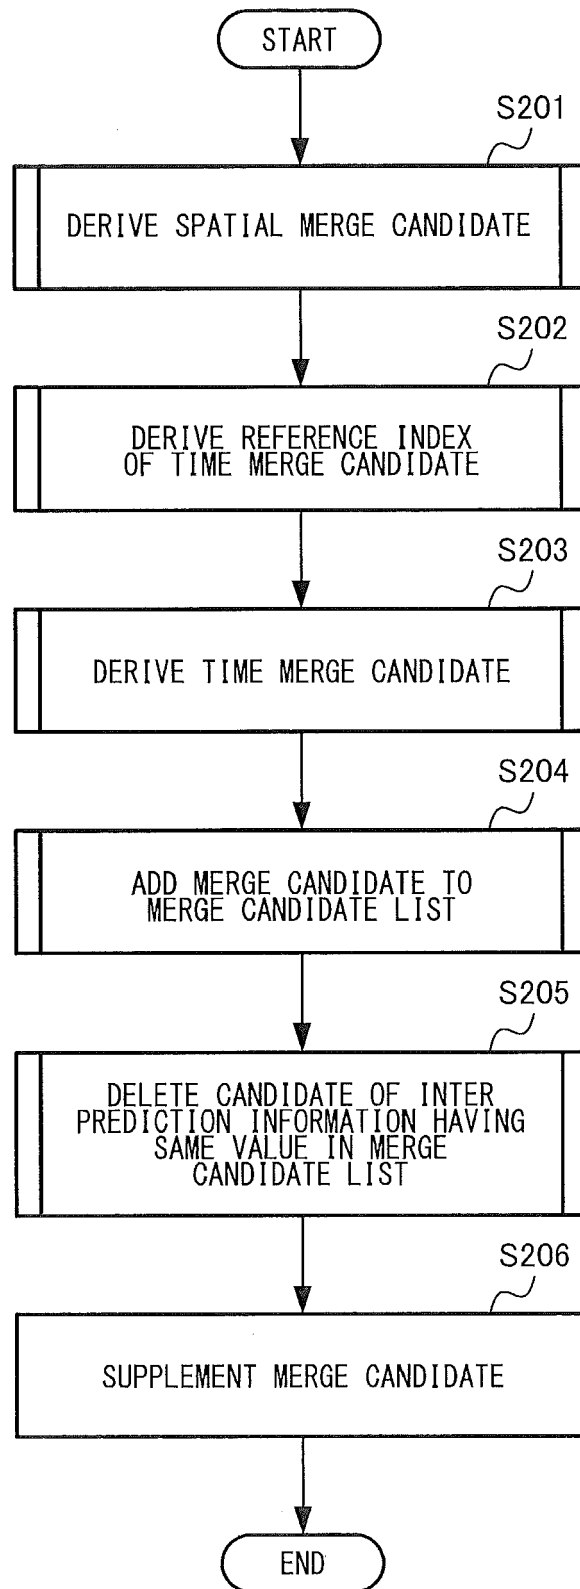 START
S201
DERIVE SPATIAL MERGE CANDIDATE
S202
DERIVE REFERENCE INDEX
OF TIME MERGE CANDIDATE
S203
DERIVE TIME MERGE CANDIDATE
S204
ADD MERGE CANDIDATE TO
MERGE CANDIDATE LIST
S205
DELETE CANDIDATE OF INTER
PREDICTION INFORMATION HAVING
SAME VALUE IN MERGE
CANDIDATE LIST
S206
SUPPLEMENT MERGE CANDIDATE
END